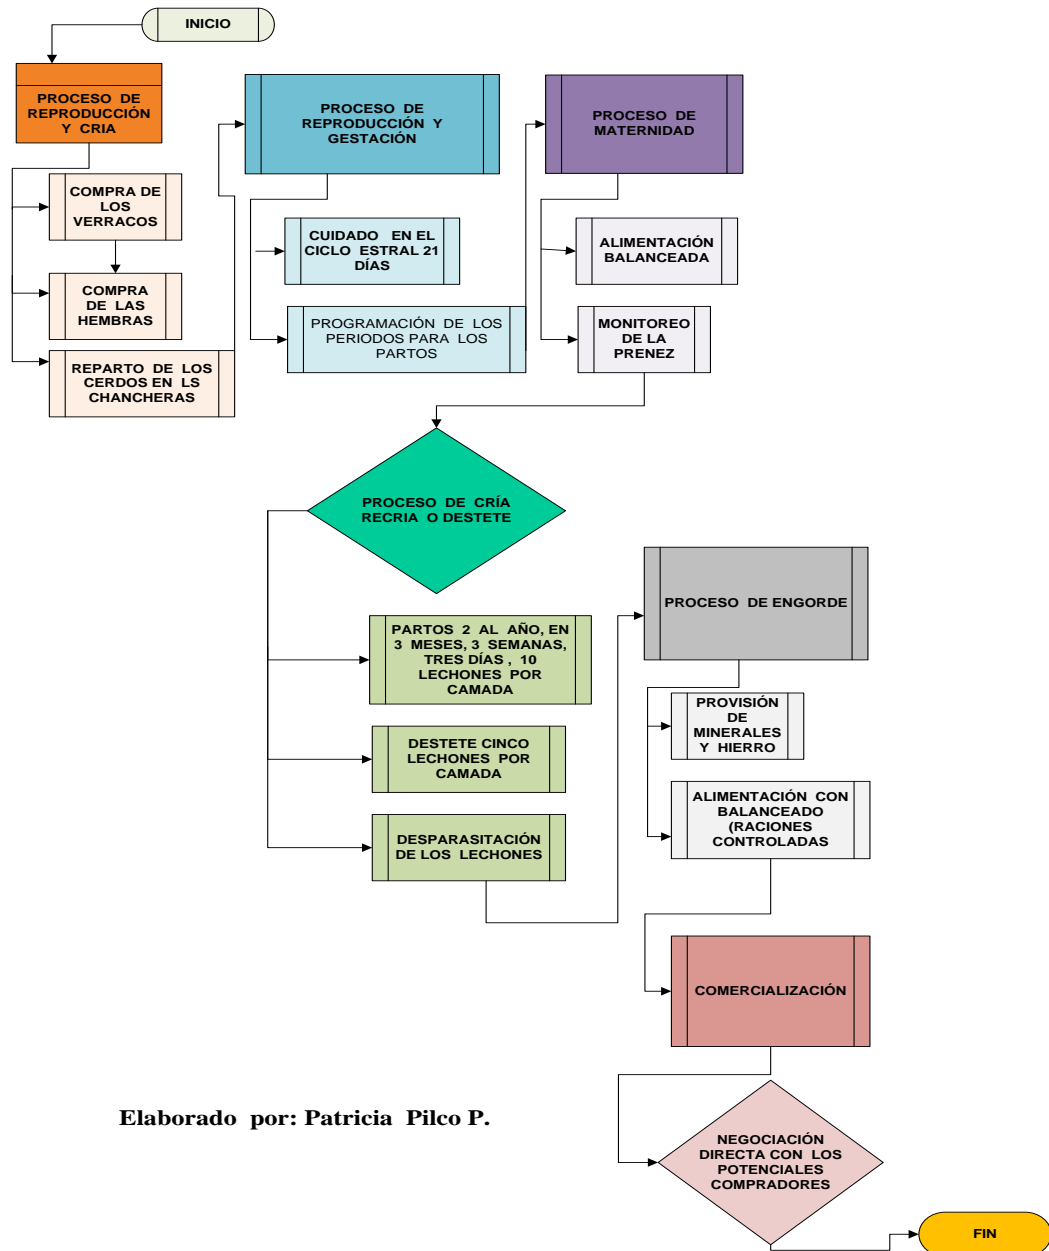 INICIO
PROCESO DE
REPRODUCCIÓN
Y CRIA
COMPRA DE
LOS
VERRACOS
COMPRA
DE LAS
HEMBRAS
REPARTO DE LOS
CERDOS EN LS
CHANCHERAS
PROCESO DE
REPRODUCCIÓN Y
GESTACIÓN
CUIDADO EN EL
CICLO ESTRAL 21
DÍAS
PROGRAMACIÓN DE LOS
PERIODOS PARA LOS
PARTOS
PROCESO DE
MATERNIDAD
ALIMENTACIÓN
BALANCEADA
MONITOREO
DE LA
PRENEZ
PROCESO DE CRÍA
RECRIA O DESTETE
PARTOS 2 AL AÑO, EN
3 MESES, 3 SEMANAS,
TRES DÍAS , 10
LECHONES POR
CAMADA
DESTETE CINCO
LECHONES POR
CAMADA
DESPARASITACIÓN
DE LOS LECHONES
PROCESO DE ENGORDE
PROVISIÓN
DE
MINERALES
Y HIERRO
ALIMENTACIÓN CON
BALANCEADO
(RACIONES
CONTROLADAS
COMERCIALIZACIÓN
NEGOCIACIÓN
DIRECTA CON LOS
POTENCIALES
COMPRADORES
FIN
Elaborado por: Patricia Pilco P.